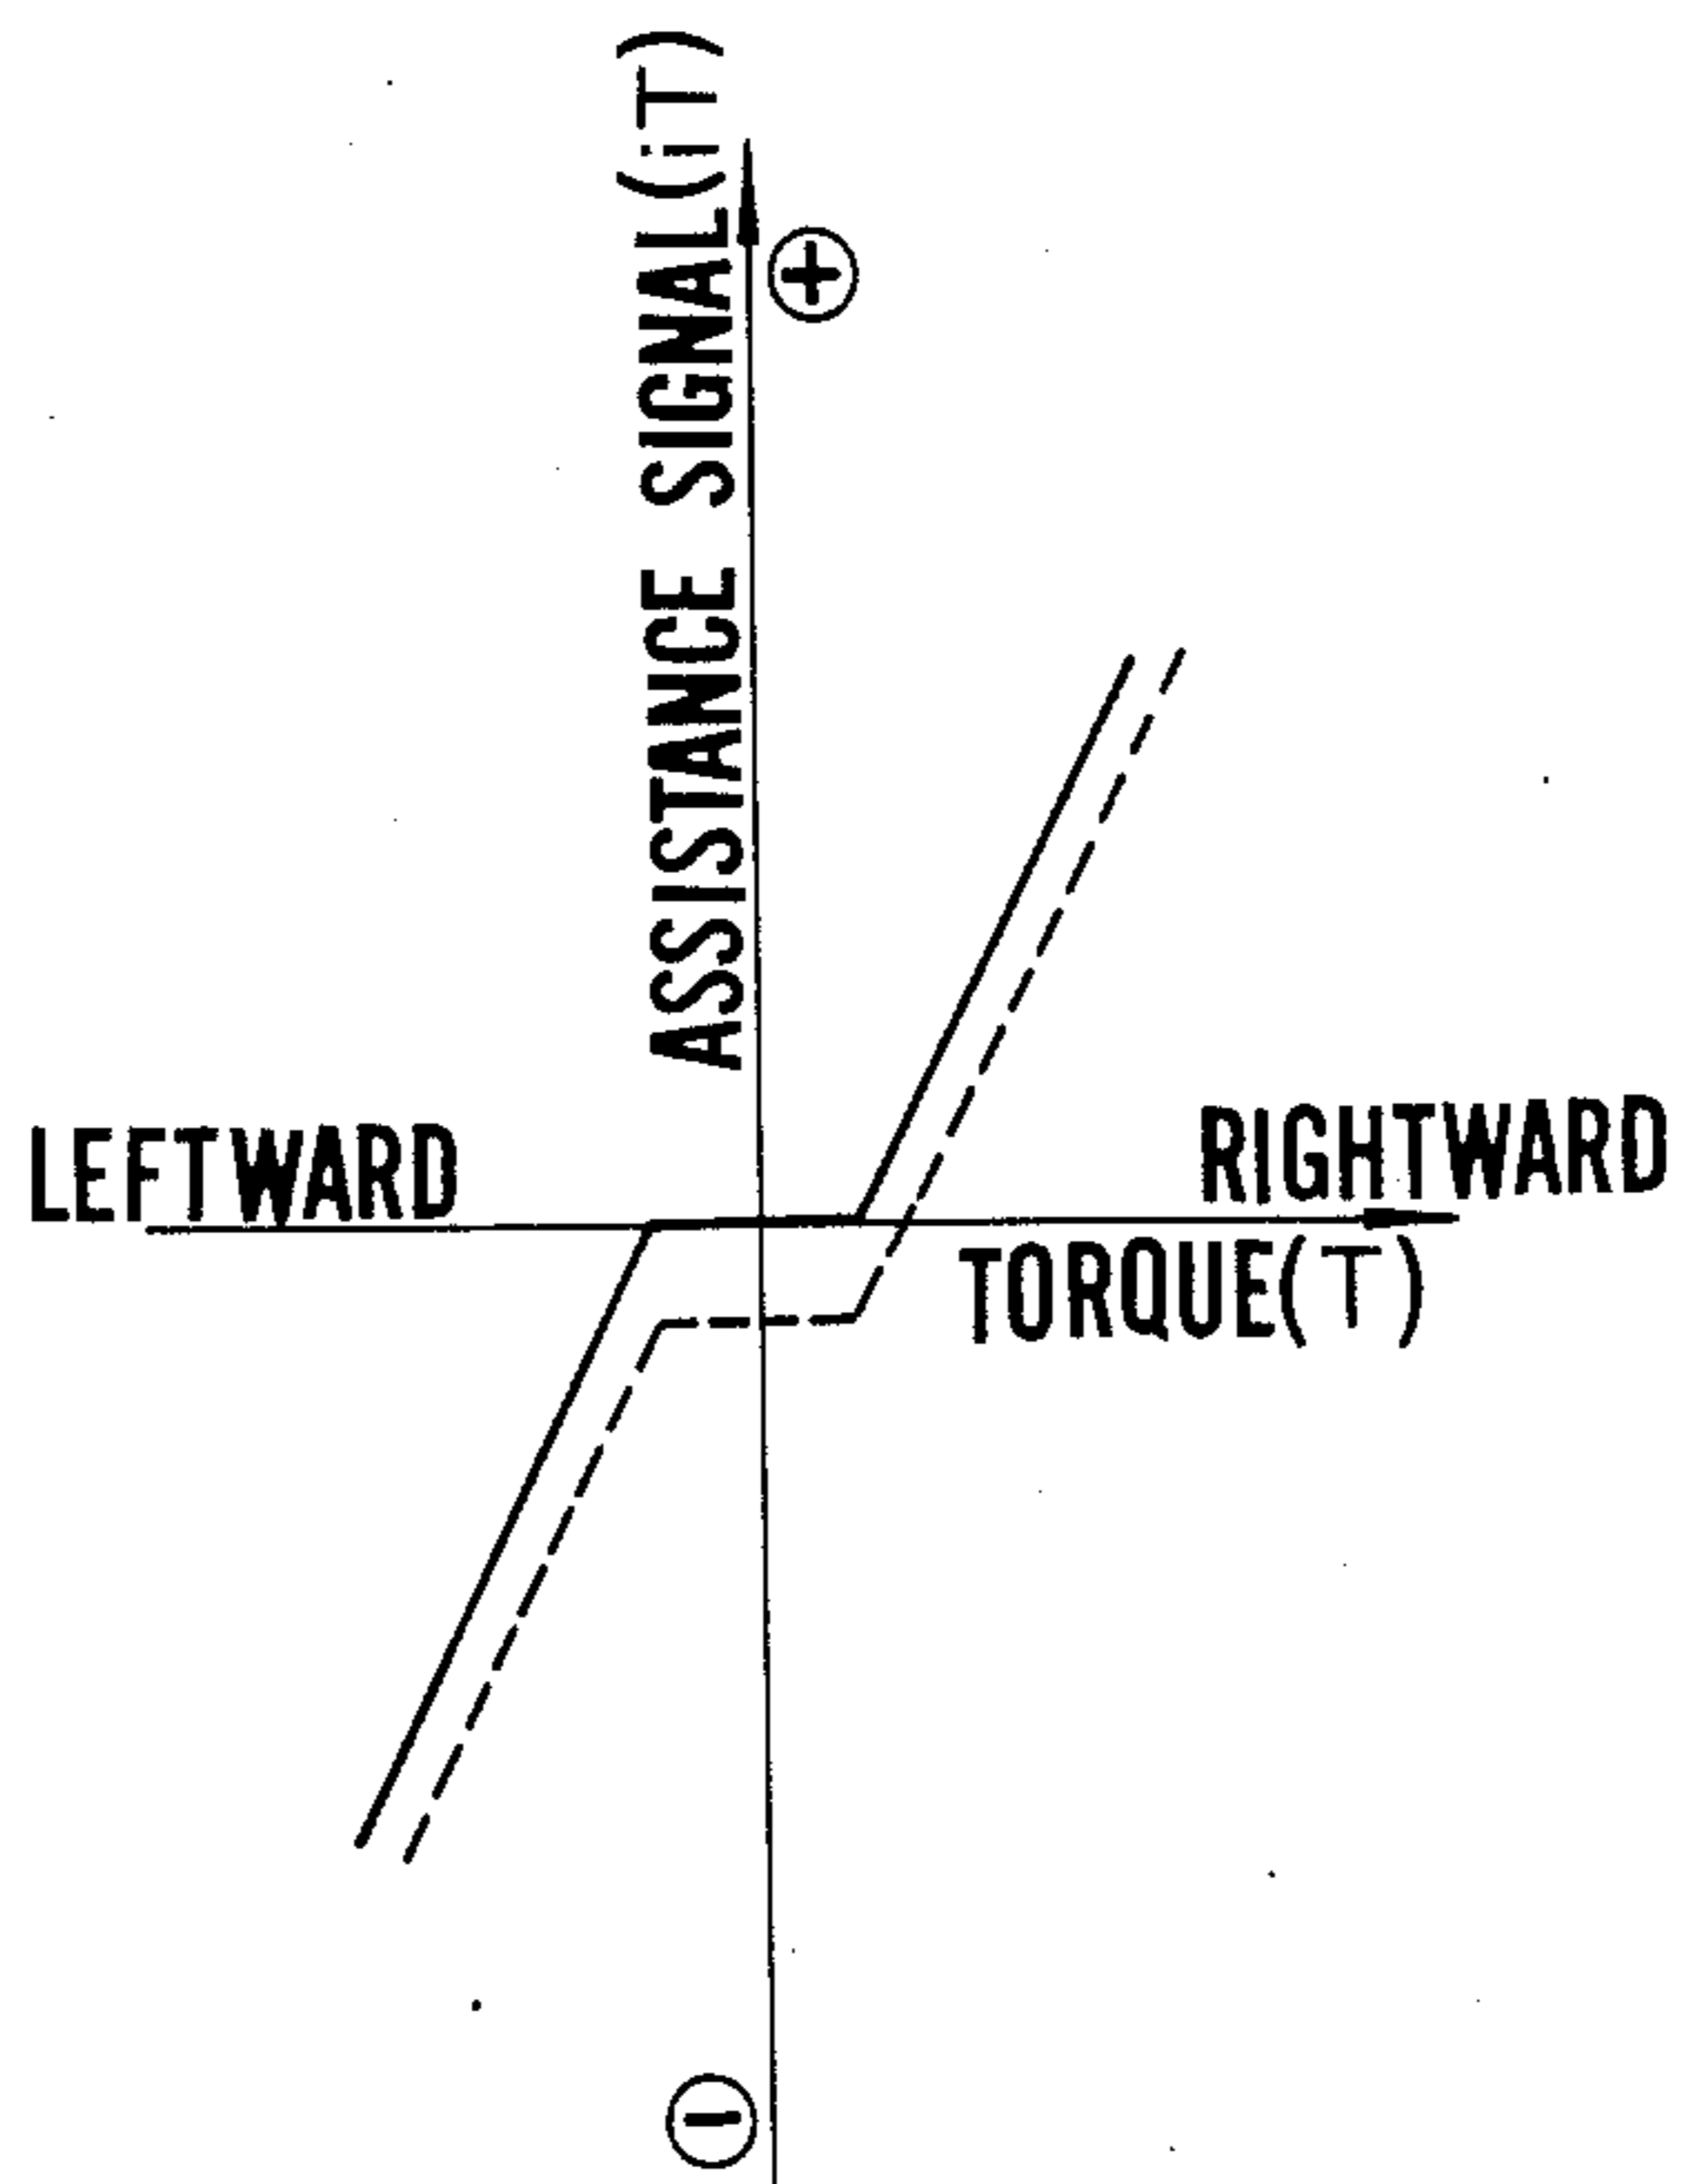 ASSISTANCE SIGNAL(iT)
+
LEFTWARD
RIGHTWARD
TORQUE(T)
−